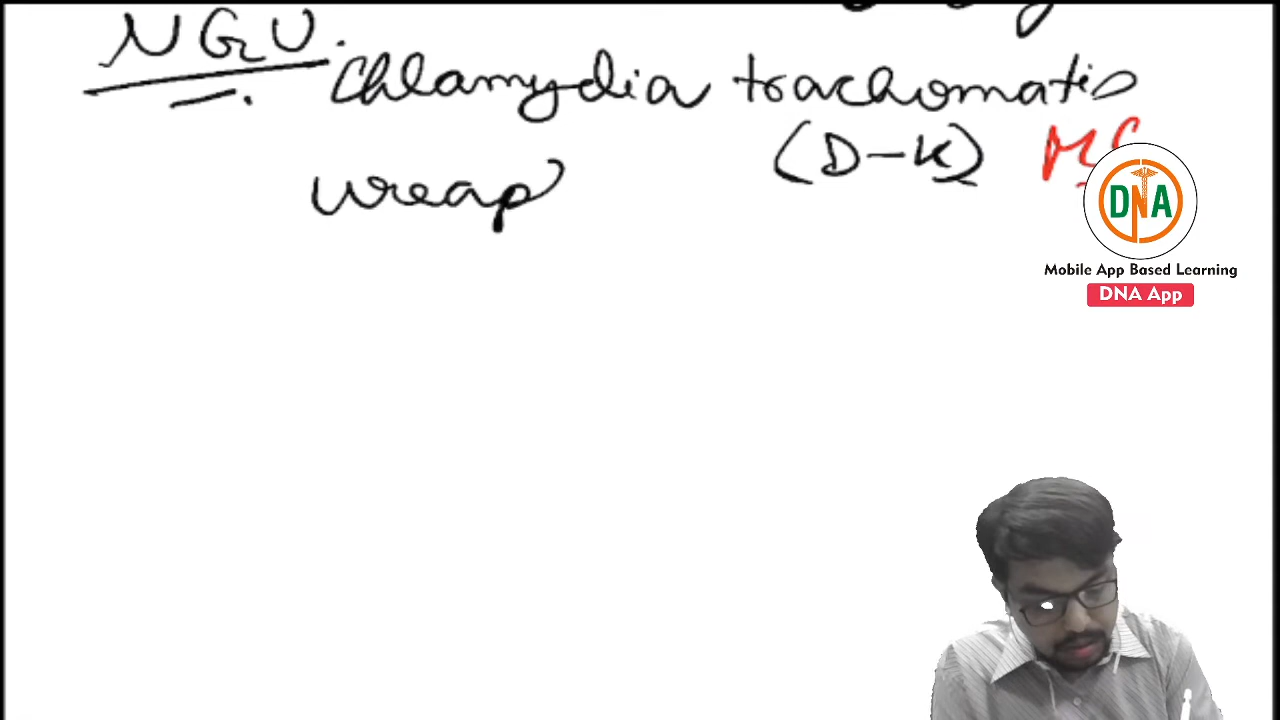 NGU.
Chlamydia trachomatis
(D-K)
ureap
DNA
Mobile App Based Learning
DNA App